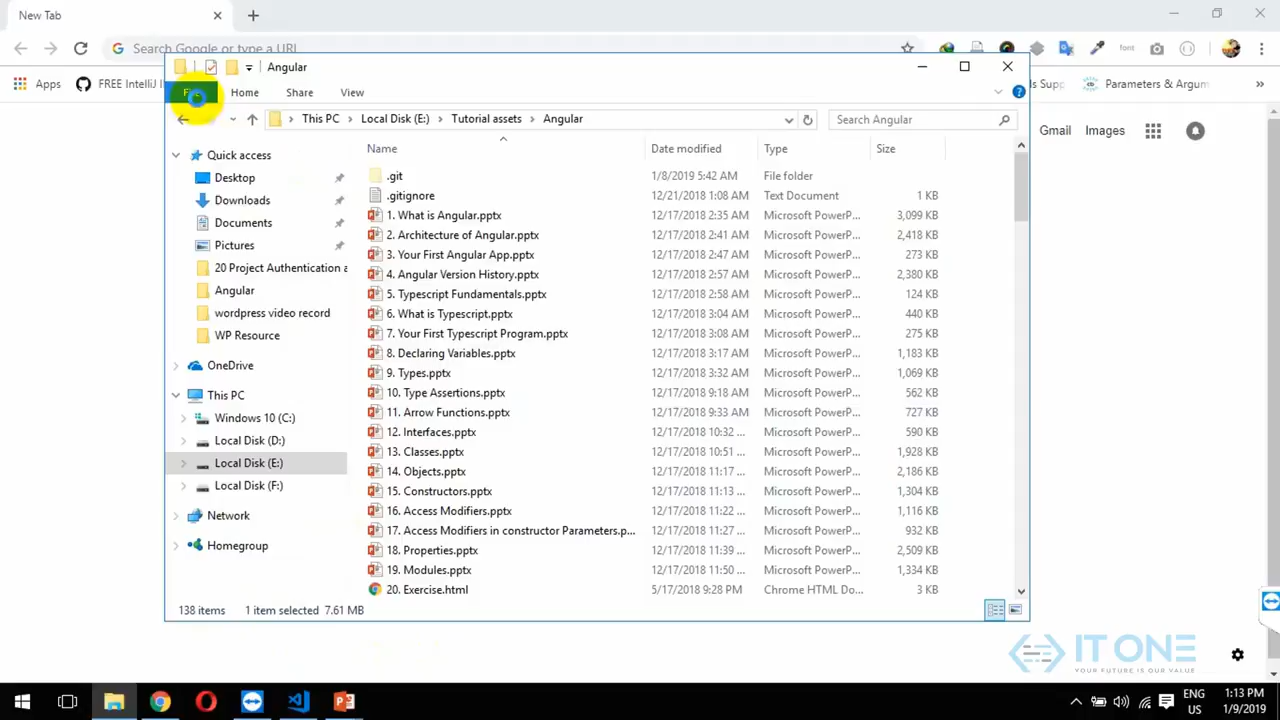 New Tab
Search Google or type a URL
font
Apps
FREE IntelliJ
ls Supp
Parameters & Argum
»
Angular
Home
Share
View
This PC > Local Disk (E:) > Tutorial assets > Angular
Search Angular
Gmail
Images
Name
Date modified
Type
Size
Quick access
Desktop
Downloads
Documents
Pictures
20 Project Authentication a
Angular
wordpress video record
WP Resource
OneDrive
This PC
Windows 10 (C:)
Local Disk (D:)
Local Disk (E:)
Local Disk (F:)
Network
Homegroup
.git 1/8/2019 5:42 AM File folder
.gitignore 12/21/2018 1:08 AM Text Document 1 KB
1. What is Angular.pptx 12/17/2018 2:35 AM Microsoft PowerP... 3,099 KB
2. Architecture of Angular.pptx 12/17/2018 2:41 AM Microsoft PowerP... 2,418 KB
3. Your First Angular App.pptx 12/17/2018 2:47 AM Microsoft PowerP... 273 KB
4. Angular Version History.pptx 12/17/2018 2:57 AM Microsoft PowerP... 2,380 KB
5. Typescript Fundamentals.pptx 12/17/2018 2:58 AM Microsoft PowerP... 124 KB
6. What is Typescript.pptx 12/17/2018 3:04 AM Microsoft PowerP... 440 KB
7. Your First Typescript Program.pptx 12/17/2018 3:08 AM Microsoft PowerP... 275 KB
8. Declaring Variables.pptx 12/17/2018 3:17 AM Microsoft PowerP... 1,183 KB
9. Types.pptx 12/17/2018 3:32 AM Microsoft PowerP... 1,069 KB
10. Type Assertions.pptx 12/17/2018 9:18 AM Microsoft PowerP... 562 KB
11. Arrow Functions.pptx 12/17/2018 9:33 AM Microsoft PowerP... 727 KB
12. Interfaces.pptx 12/17/2018 10:32 ... Microsoft PowerP... 590 KB
13. Classes.pptx 12/17/2018 10:51 ... Microsoft PowerP... 1,928 KB
14. Objects.pptx 12/17/2018 11:17 ... Microsoft PowerP... 2,186 KB
15. Constructors.pptx 12/17/2018 11:13 ... Microsoft PowerP... 1,304 KB
16. Access Modifiers.pptx 12/17/2018 11:22 ... Microsoft PowerP... 1,116 KB
17. Access Modifiers in constructor Parameters.p... 12/17/2018 11:27 ... Microsoft PowerP... 932 KB
18. Properties.pptx 12/17/2018 11:39 ... Microsoft PowerP... 2,509 KB
19. Modules.pptx 12/17/2018 11:50 ... Microsoft PowerP... 1,334 KB
20. Exercise.html 5/17/2018 9:28 PM Chrome HTML Do... 3 KB
138 items
1 item selected 7.61 MB
IT ONE
YOUR FUTURE IS OUR VALUE
ENG
US
1:13 PM
1/9/2019